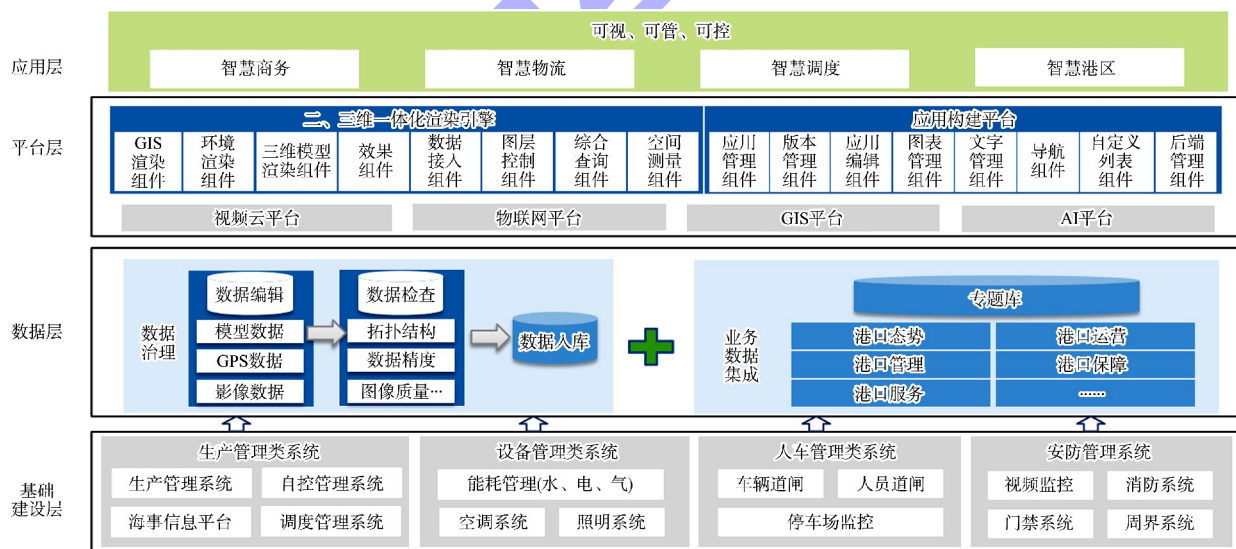 可视、可管、可控
应用层
智慧商务
智慧物流
智慧调度
智慧港区
平台层
二、三维一体化渲染引擎
GIS
渲染
组件
环境
渲染
组件
三维模型
渲染组件
效果
组件
数据
接入
组件
图层
控制
组件
综合
查询
组件
空间
测量
组件
应用构建平台
应用
管理
组件
版本
管理
组件
应用
编辑
组件
图表
管理
组件
文字
管理
组件
导航
组件
自定义
列表
组件
后端
管理
组件
视频云平台
物联网平台
GIS平台
AI平台
数据层
数据
治理
数据编辑
模型数据
GPS数据
影像数据
数据检查
拓扑结构
数据精度
图像质量…
数据入库
业务
数据
集成
专题库
港口态势
港口运营
港口管理
港口保障
港口服务
……
基础
建设层
生产管理类系统
生产管理系统
自控管理系统
海事信息平台
调度管理系统
设备管理类系统
能耗管理(水、电、气)
空调系统
照明系统
人车管理类系统
车辆道闸
人员道闸
停车场监控
安防管理系统
视频监控
消防系统
门禁系统
周界系统